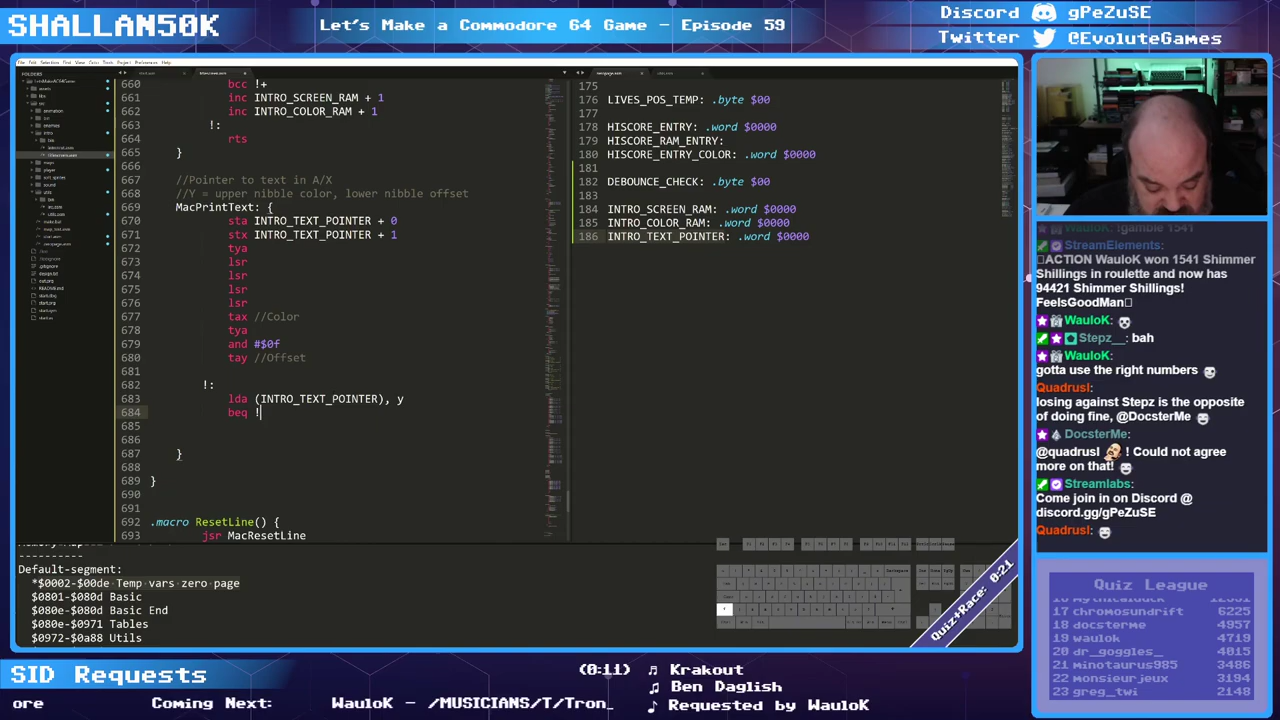 SHALLAN50K
Let's Make a Commodore 64 Game - Episode 59
Discord gPeZuSE
Twitter @EvoluteGames
FOLDERS
660 bcc !+
661 inc INTRO_SCREEN_RAM + 1
662 inc INTRO_COLOR_RAM + 1
663 !:
664 rts
665 }
666
667 //Pointer to text in A/X
668 //Y = upper nibble color, lower nibble offset
669 MacPrintText: {
670 sta INTRO_TEXT_POINTER + 0
671 stx INTRO_TEXT_POINTER + 1
672 tya
673 lsr
674 lsr
675 lsr
676 lsr
677 tax //Color
678 tya
679 and #$0f
680 tay //Offset
681
682 !:
683 lda (INTRO_TEXT_POINTER), y
684 beq !
685
686
687 }
688
689 }
690
691
692 .macro ResetLine() {
693 jsr MacResetLine
175
176 LIVES_POS_TEMP: .byte $00
177
178 HISCORE_ENTRY: .word $0000
179 HISCORE_RAM_ENTRY:
180 HISCORE_ENTRY_COLOR: .word $0000
181
182 DEBOUNCE_CHECK: .byte $00
183
184 INTRO_SCREEN_RAM: .word $0000
185 INTRO_COLOR_RAM: .word $0000
186 INTRO_TEXT_POINTER: .word $0000
----------
Default-segment:
*$0002-$00de Temp vars zero page
$0801-$080d Basic
$080e-$080d Basic End
$080e-$0971 Tables
$0972-$0a88 Utils
Quiz+Race: 0:21
WauloK: !gamble 1541
StreamElements:
ACTION WauloK won 1541 Shimmer
Shillings in roulette and now has
94421 Shimmer Shillings!
FeelsGoodMan
WauloK:
Stepz__: bah
WauloK:
gotta use the right numbers
Quadrusl:
losing against Stepz is the opposite
of doing fine, @DocsterMe
DocsterMe:
@quadrusl ! Could not agree
more on that!
Streamlabs:
Come join in on Discord @
discord.gg/gPeZuSE
Quadrusl:
Quiz League
17 chromosundrift 6225
18 docsterme 4957
19 waulok 4719
20 dr_goggles_ 4015
21 minotaurus985 3486
22 monsieurjeux 3194
23 greg_twi 2148
SID Requests
(0:11) Krakout
Ben Daglish
Requested by WauloK
ore Coming Next: WauloK - /MUSICIANS/T/Tron_